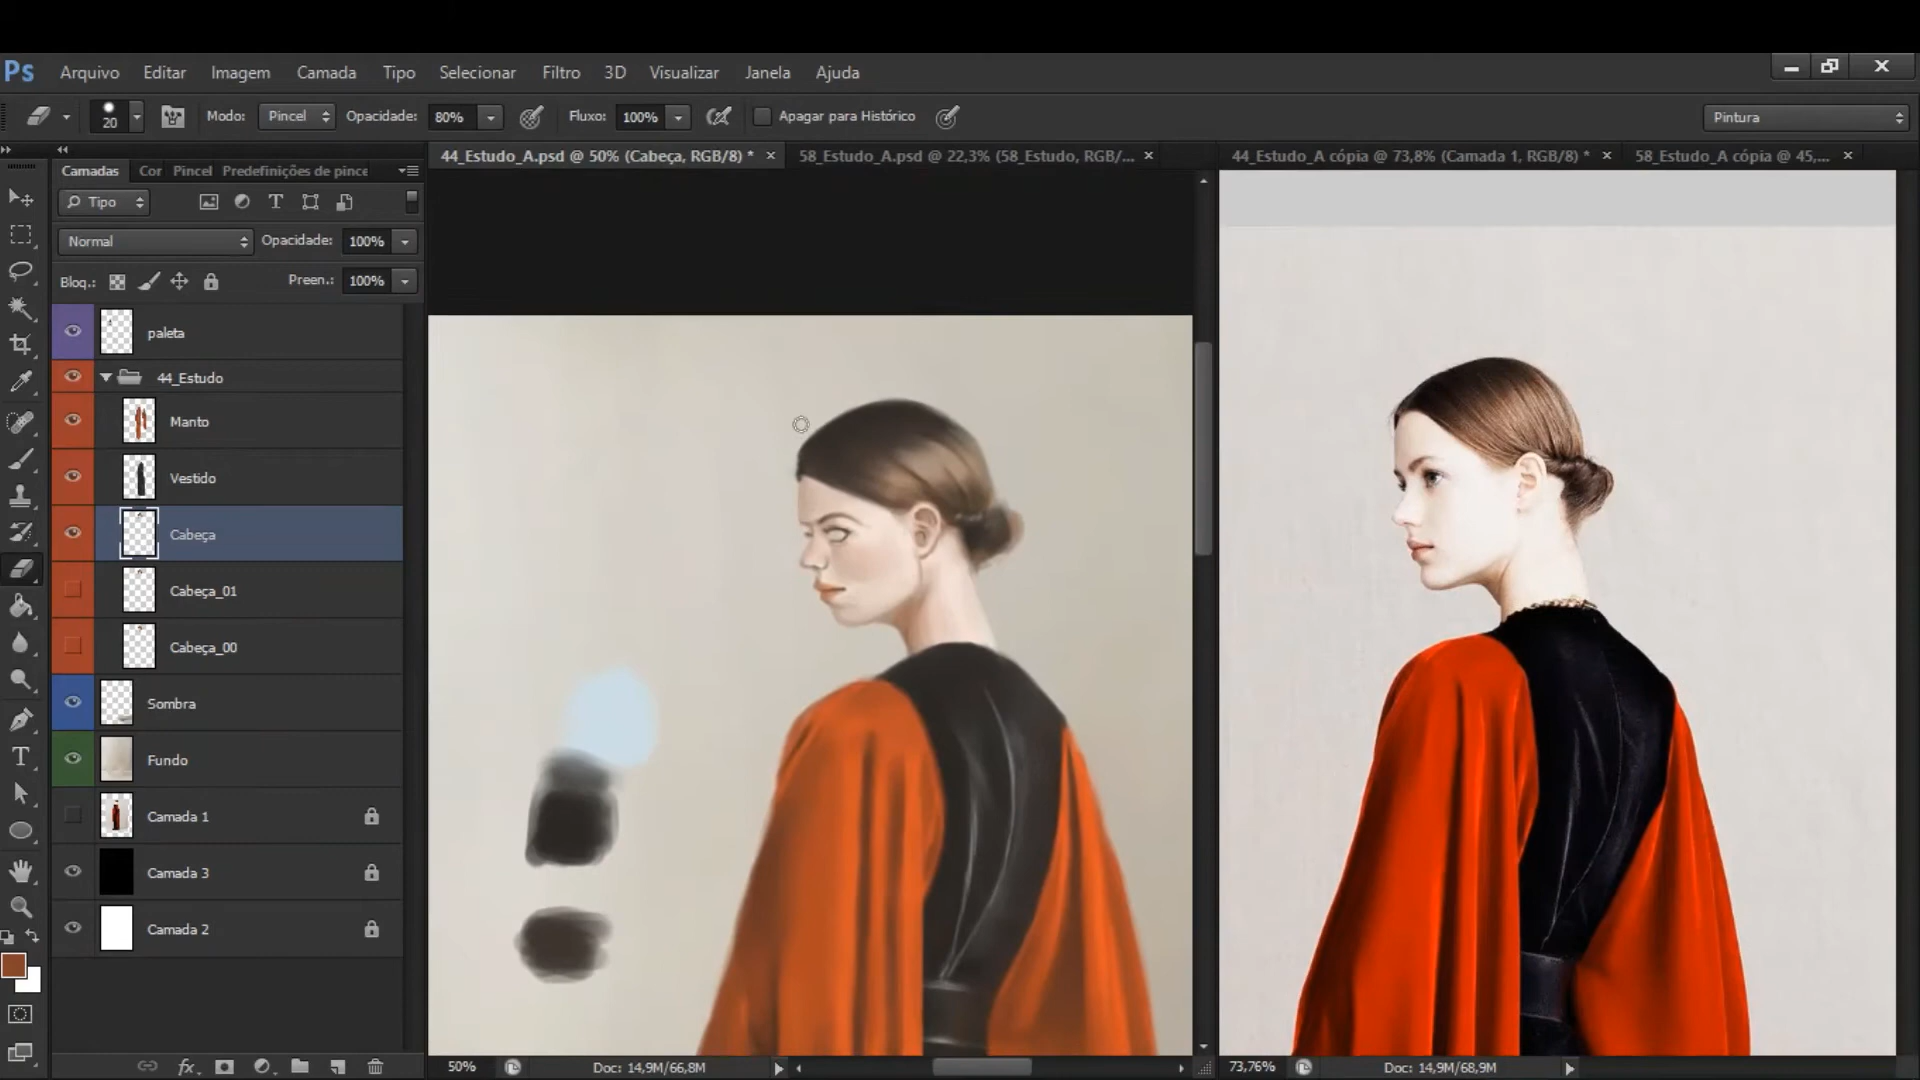 Ps Arquivo Editar Imagem Camada Tipo Selecionar Filtro 3D Visualizar Janela Ajuda
20 Modo: Pincel Opacidade: 80% Fluxo: 100% Apagar para Histórico Pintura
44_Estudo_A.psd @ 50% (Cabeça, RGB/8) * 58_Estudo_A.psd @ 22,3% (58_Estudo, RGB/... 44_Estudo_A cópia @ 73,8% (Camada 1, RGB/8) * 58_Estudo_A cópia @ 45,...
Camadas Cor Pincel Predefinições de pince
Tipo
Normal Opacidade: 100%
Bloq.: Preen.: 100%
paleta
44_Estudo
Manto
Vestido
Cabeça
Cabeça_01
Cabeça_00
Sombra
Fundo
Camada 1
Camada 3
Camada 2
fx
50% Doc: 14,9M/66,8M 73,76% Doc: 14,9M/68,9M